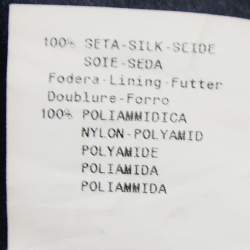 100% SETA-SILK-SEIDE
SOIE-SEDA
Fodera-Lining-Futter
Doublure-Forro
100% POLIAMMIDICA
NYLON-POLYAMID
POLYAMIDE
POLIAMIDA
POLIAMMIDA